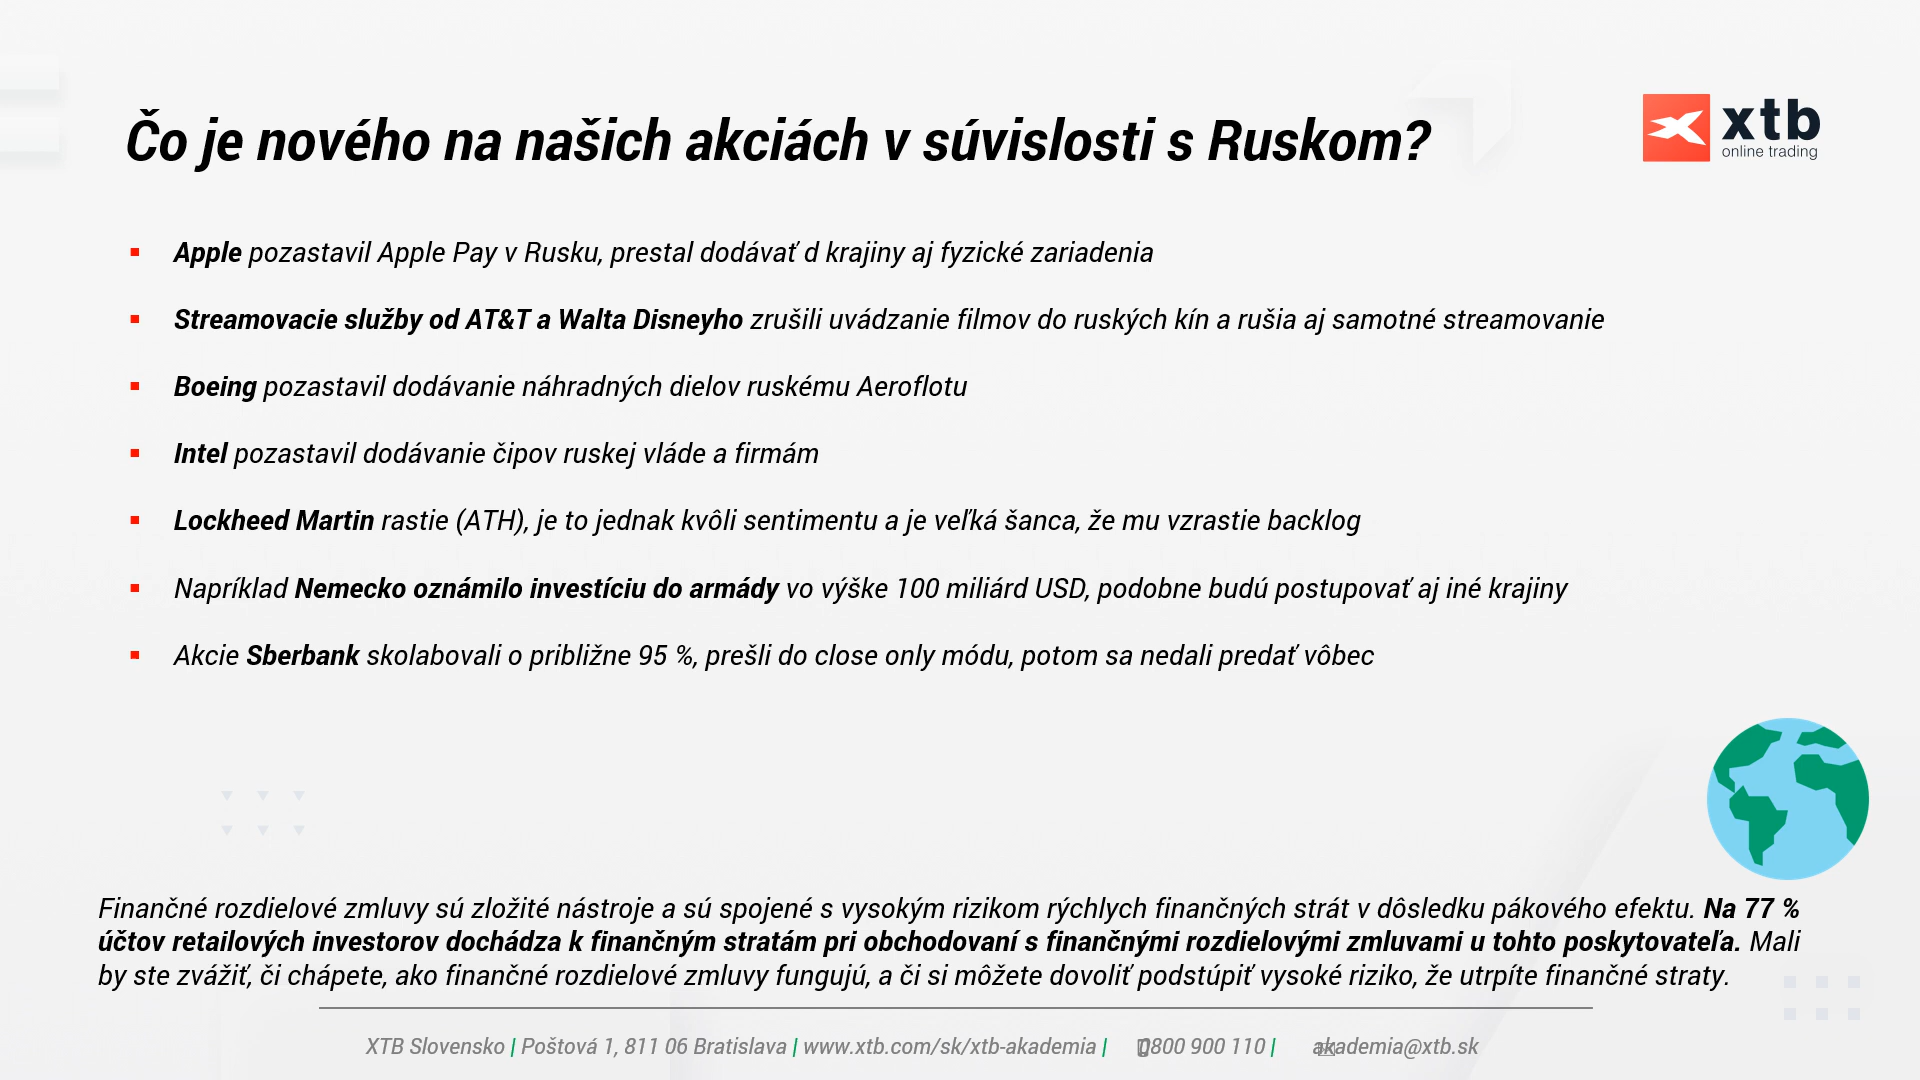 Čo je nového na našich akciách v súvislosti s Ruskom?
xtb
online trading
Apple pozastavil Apple Pay v Rusku, prestal dodávať d krajiny aj fyzické zariadenia
Streamovacie služby od AT&T a Walta Disneyho zrušili uvádzanie filmov do ruských kín a rušia aj samotné streamovanie
Boeing pozastavil dodávanie náhradných dielov ruskému Aeroflotu
Intel pozastavil dodávanie čipov ruskej vláde a firmám
Lockheed Martin rastie (ATH), je to jednak kvôli sentimentu a je veľká šanca, že mu vzrastie backlog
Napríklad Nemecko oznámilo investíciu do armády vo výške 100 miliárd USD, podobne budú postupovať aj iné krajiny
Akcie Sberbank skolabovali o približne 95 %, prešli do close only módu, potom sa nedali predať vôbec
Finančné rozdielové zmluvy sú zložité nástroje a sú spojené s vysokým rizikom rýchlych finančných strát v dôsledku pákového efektu. Na 77 %
účtov retailových investorov dochádza k finančným stratám pri obchodovaní s finančnými rozdielovými zmluvami u tohto poskytovateľa. Mali
by ste zvážiť, či chápete, ako finančné rozdielové zmluvy fungujú, a či si môžete dovoliť podstúpiť vysoké riziko, že utrpíte finančné straty.
XTB Slovensko | Poštová 1, 811 06 Bratislava | www.xtb.com/sk/xtb-akademia | 0800 900 110 | akademia@xtb.sk